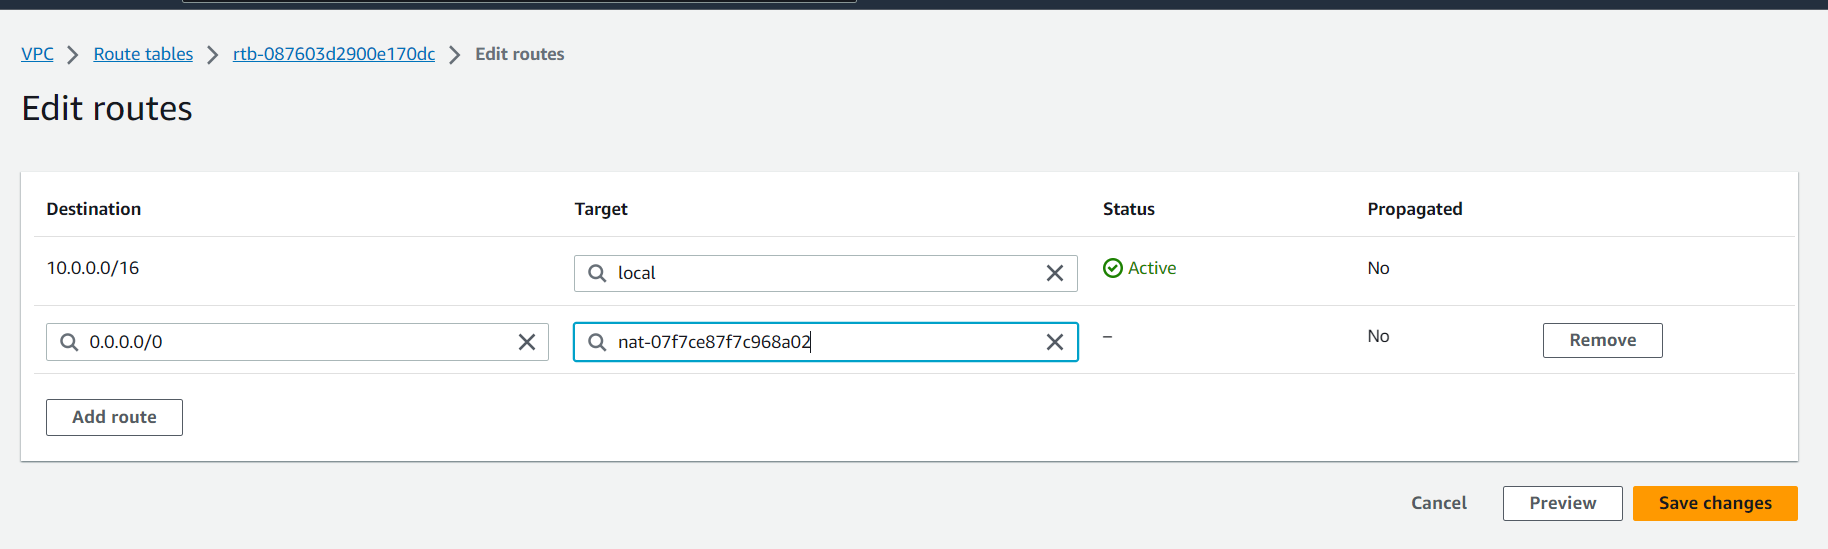 VPC > Route tables > rtb-087603d2900e170dc > Edit routes
Edit routes
Destination Target Status Propagated
10.0.0.0/16 local Active No
0.0.0.0/0 nat-07f7ce87f7c968a02 – No Remove
Add route
Cancel Preview Save changes